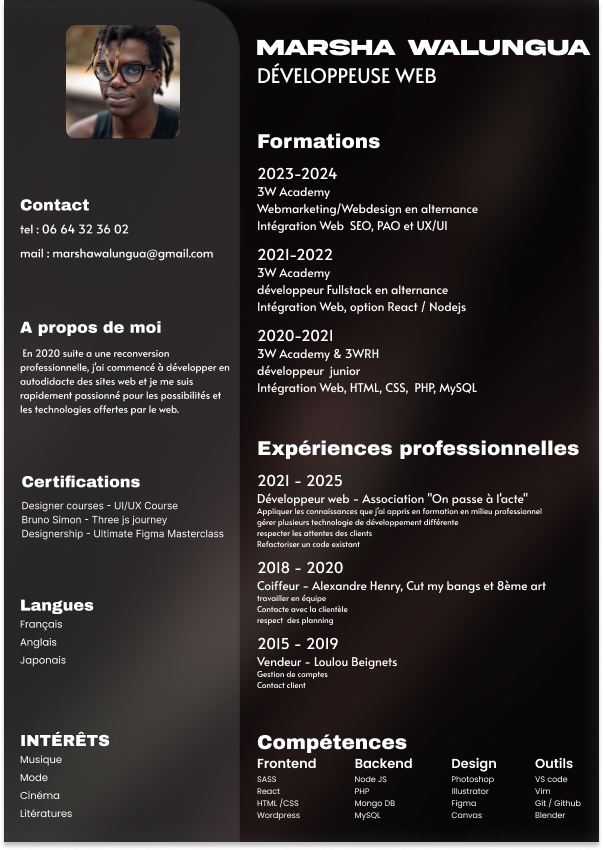 Contact
tel : 06 64 32 36 02
mail : marshawalungua@gmail.com
A propos de moi
En 2020 suite a une reconversion
professionnelle, j'ai commencé à développer en
autodidacte des sites web et je me suis
rapidement passionné pour les possibilités et
les technologies offertes par le web.
Certifications
Designer courses - UI/UX Course
Bruno Simon - Three js journey
Designership - Ultimate Figma Masterclass
Langues
Français
Anglais
Japonais
INTÉRÊTS
Musique
Mode
Cinéma
Litératures
MARSHA WALUNGUA
DÉVELOPPEUSE WEB
Formations
2023-2024
3W Academy
Webmarketing/Webdesign en alternance
Intégration Web SEO, PAO et UX/UI
2021-2022
3W Academy
développeur Fullstack en alternance
Intégration Web, option React / Nodejs
2020-2021
3W Academy & 3WRH
développeur junior
Intégration Web, HTML, CSS, PHP, MySQL
Expériences professionnelles
2021 - 2025
Développeur web - Association "On passe à l'acte"
Appliquer les connaissances que j'ai appris en formation en milieu professionnel
gérer plusieurs technologie de développement différente
respecter les attentes des clients
Refactoriser un code existant
2018 - 2020
Coiffeur - Alexandre Henry, Cut my bangs et 8ème art
travailler en équipe
Contacte avec la clientèle
respect des planning
2015 - 2019
Vendeur - Loulou Beignets
Gestion de comptes
Contact client
Compétences
Frontend Backend Design Outils
SASS Node JS Photoshop VS code
React PHP Illustrator Vim
HTML /CSS Mongo DB Figma Git / Github
Wordpress MySQL Canvas Blender